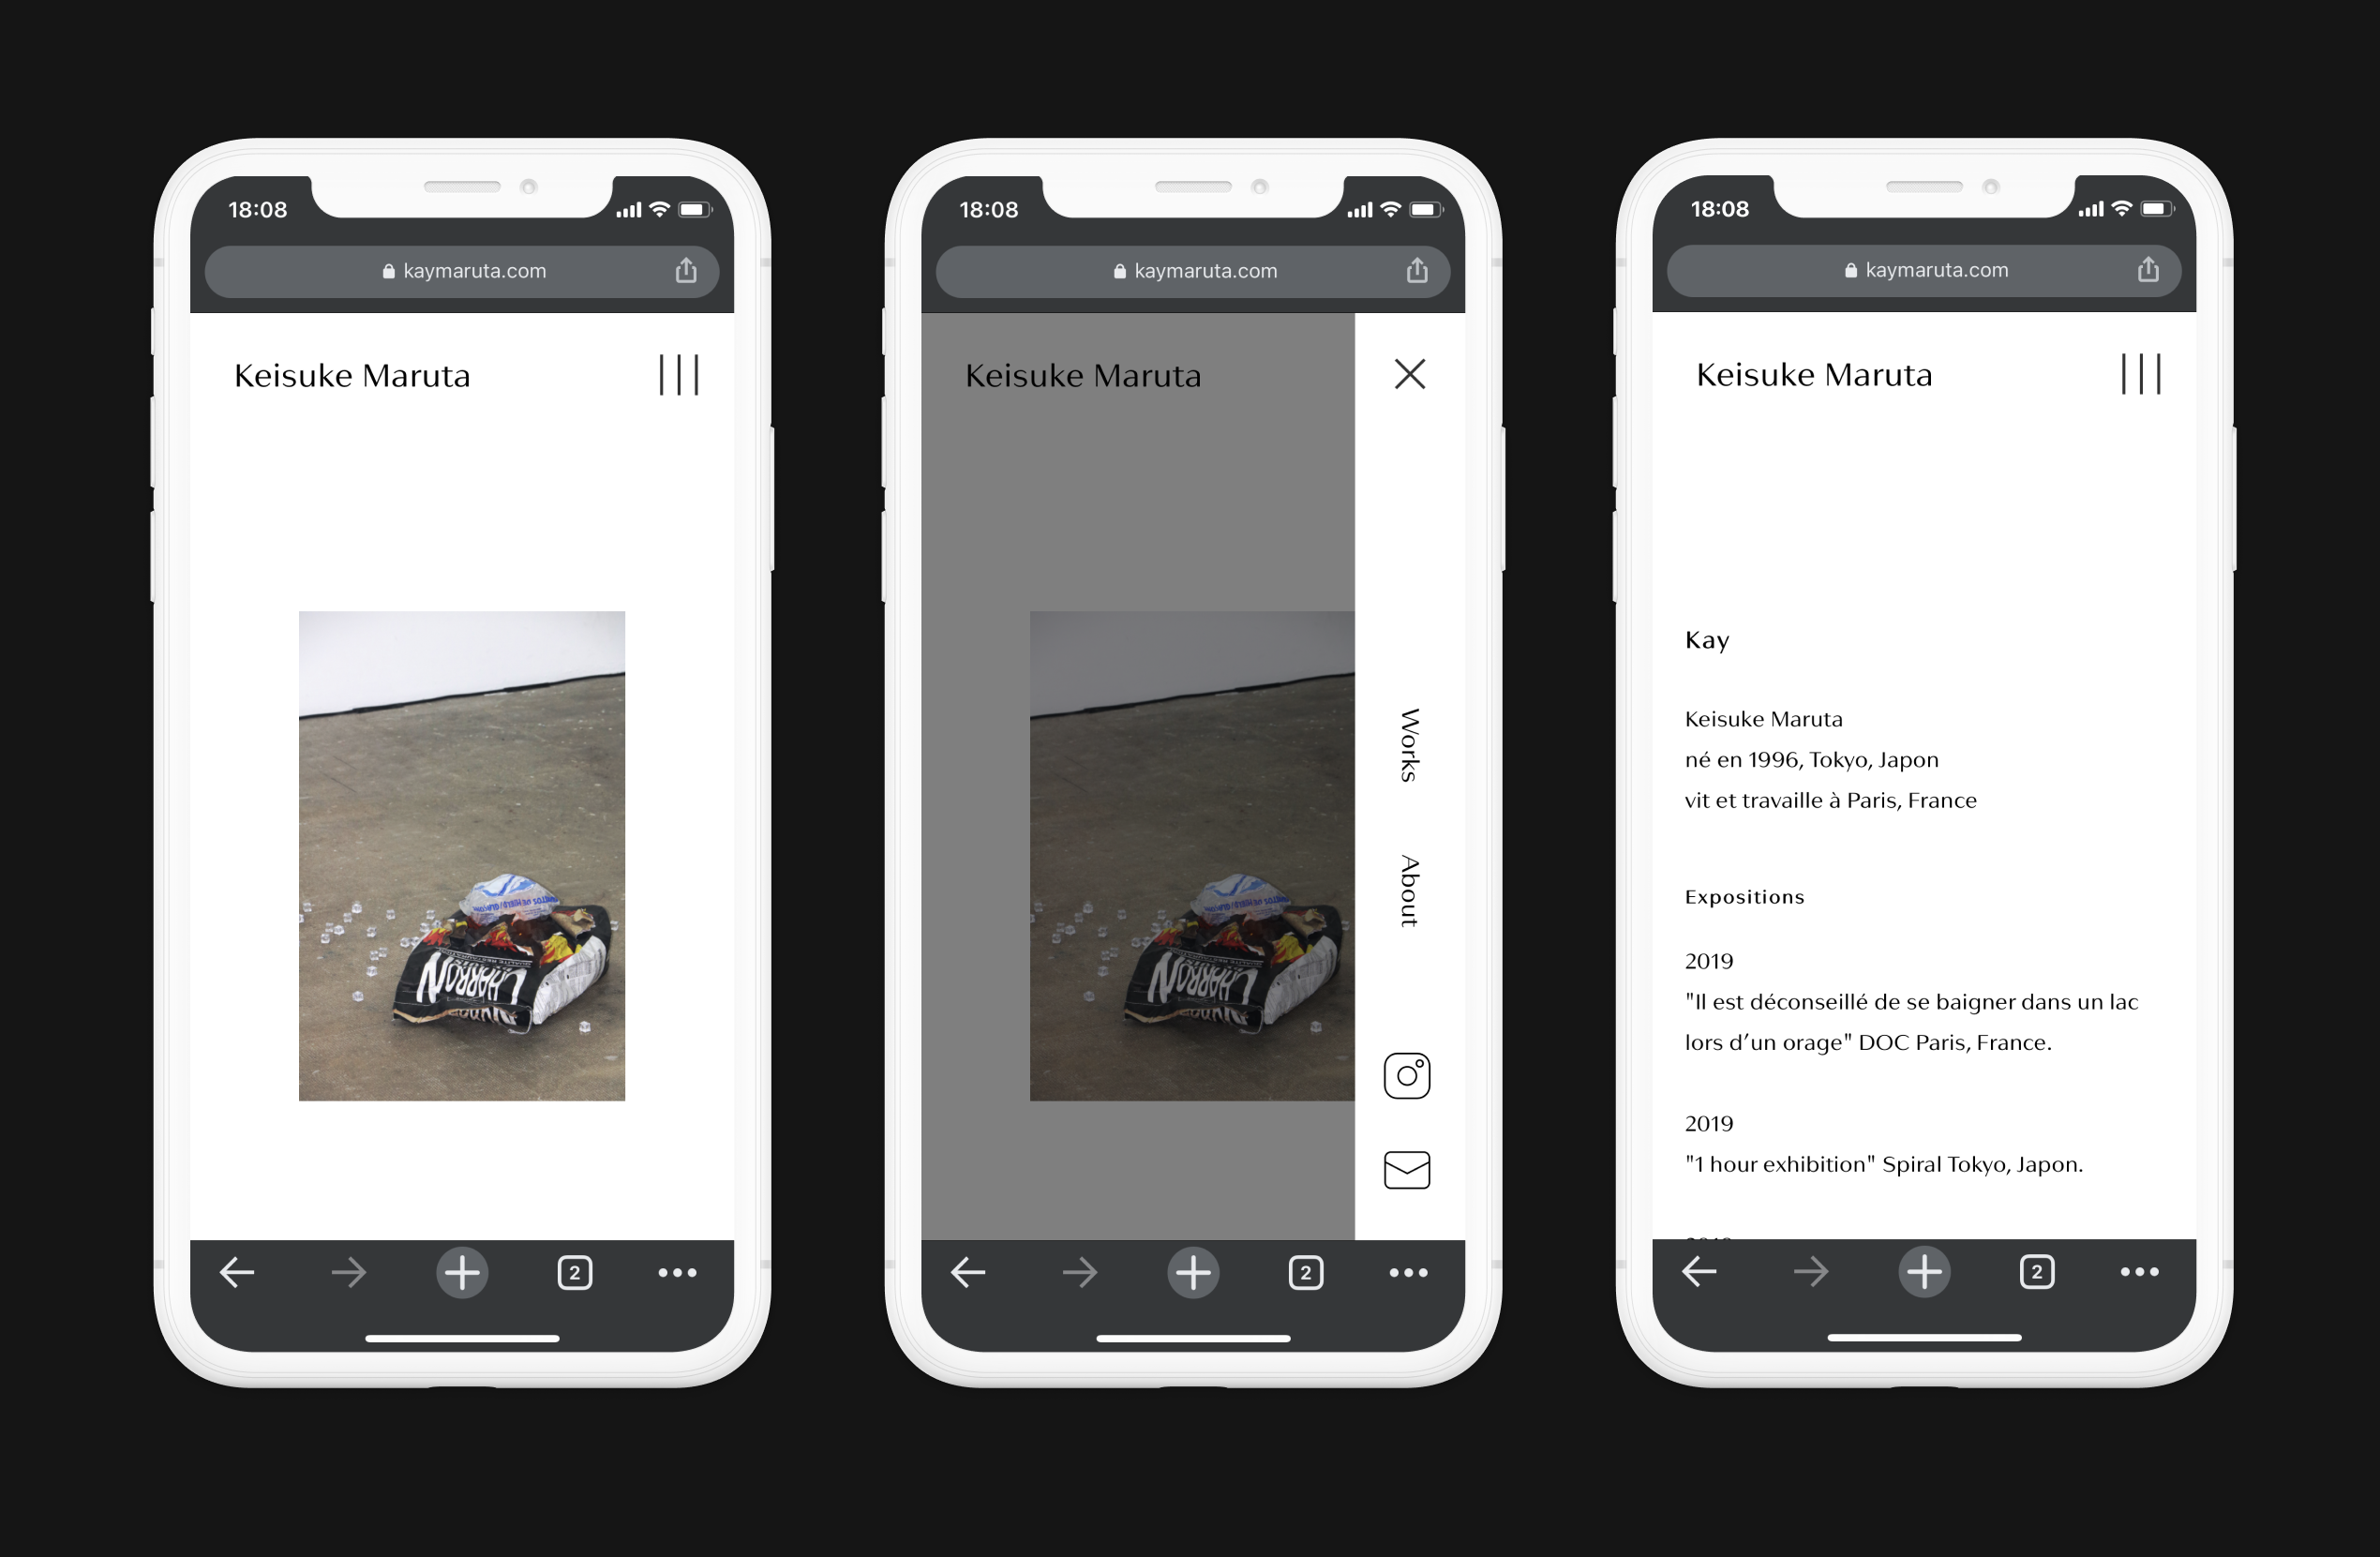 18:08
kaymaruta.com
Keisuke Maruta
CHARBON
2
18:08
kaymaruta.com
Keisuke Maruta
Works
About
CHARBON
2
18:08
kaymaruta.com
Keisuke Maruta
Kay
Keisuke Maruta
né en 1996, Tokyo, Japon
vit et travaille à Paris, France
Expositions
2019
"Il est déconseillé de se baigner dans un lac
lors d’un orage" DOC Paris, France.
2019
"1 hour exhibition" Spiral Tokyo, Japon.
2